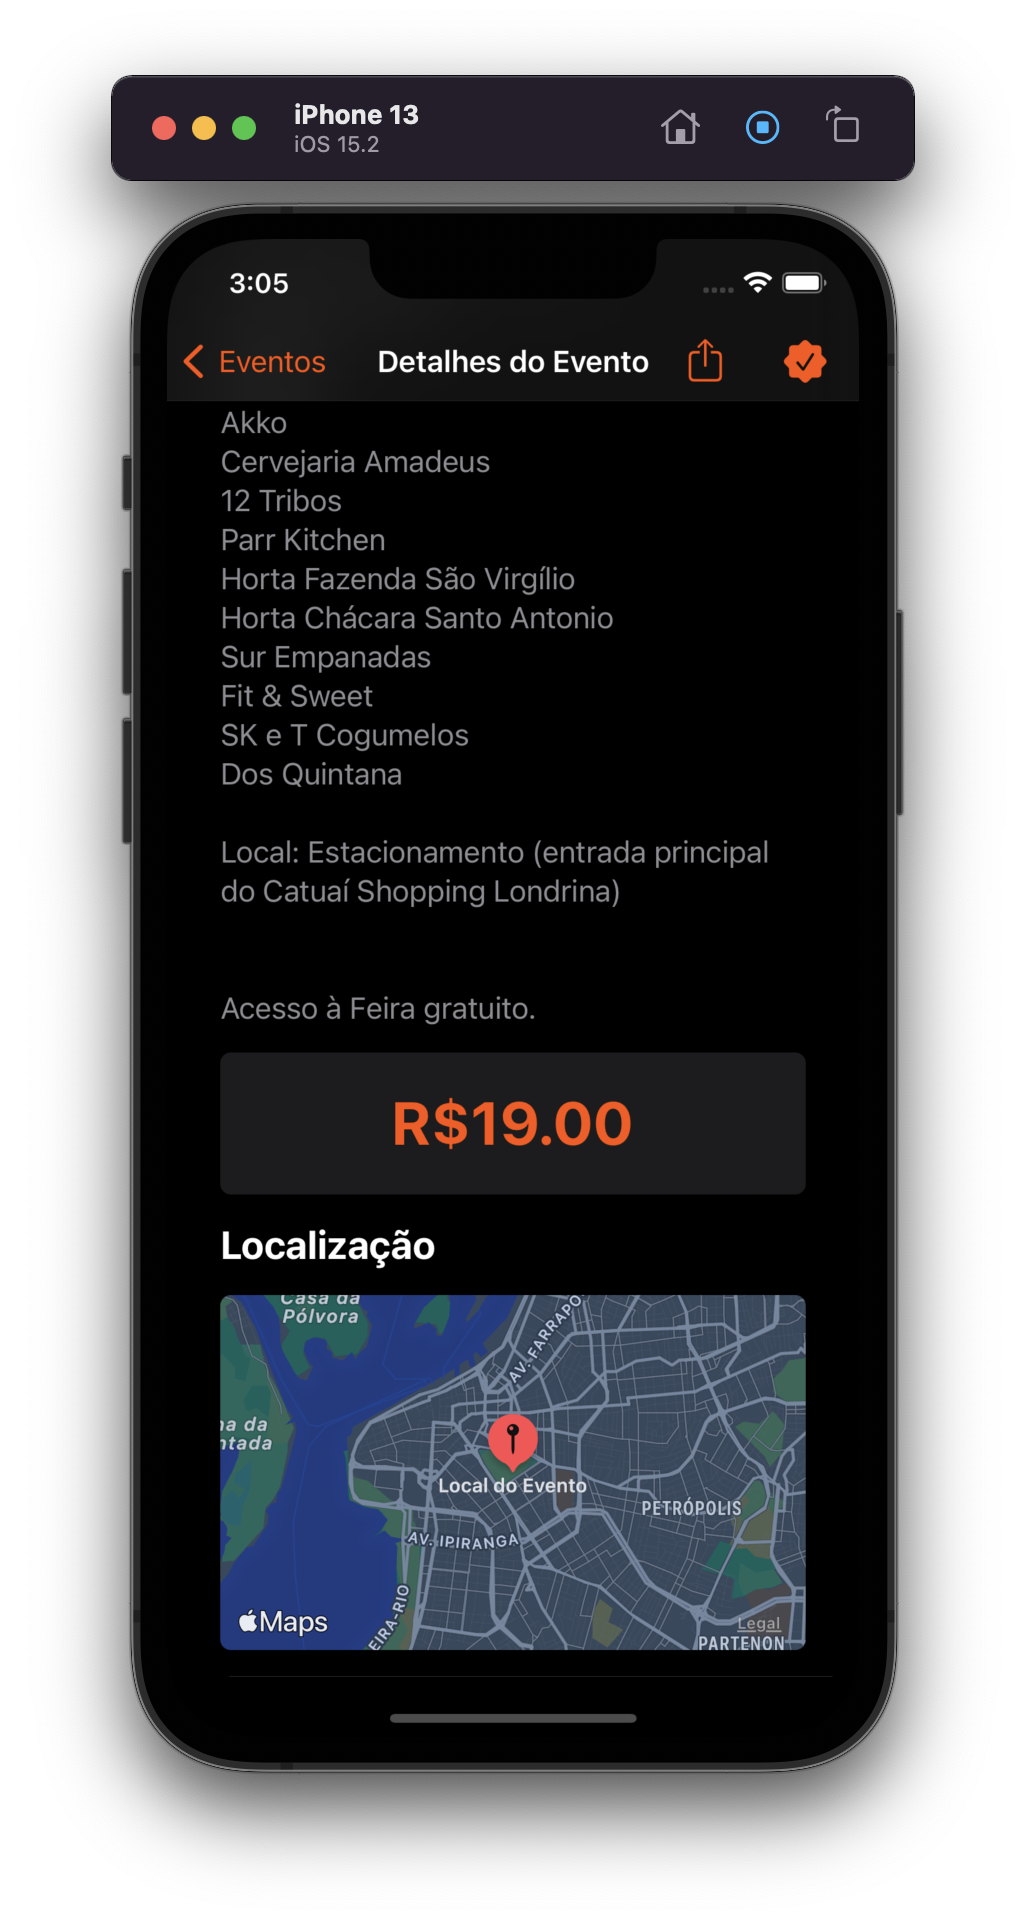 iPhone 13
iOS 15.2
3:05
Eventos
Detalhes do Evento
Akko
Cervejaria Amadeus
12 Tribos
Parr Kitchen
Horta Fazenda São Virgílio
Horta Chácara Santo Antonio
Sur Empanadas
Fit & Sweet
SK e T Cogumelos
Dos Quintana
Local: Estacionamento (entrada principal
do Catuaí Shopping Londrina)
Acesso à Feira gratuito.
R$19.00
Localização
Casa da
Pólvora
AV. FARRAPO
na da
ntada
Local do Evento
PETRÓPOLIS
AV. IPIRANGA
EIRA-RIO
Maps
Legal
PARTENON